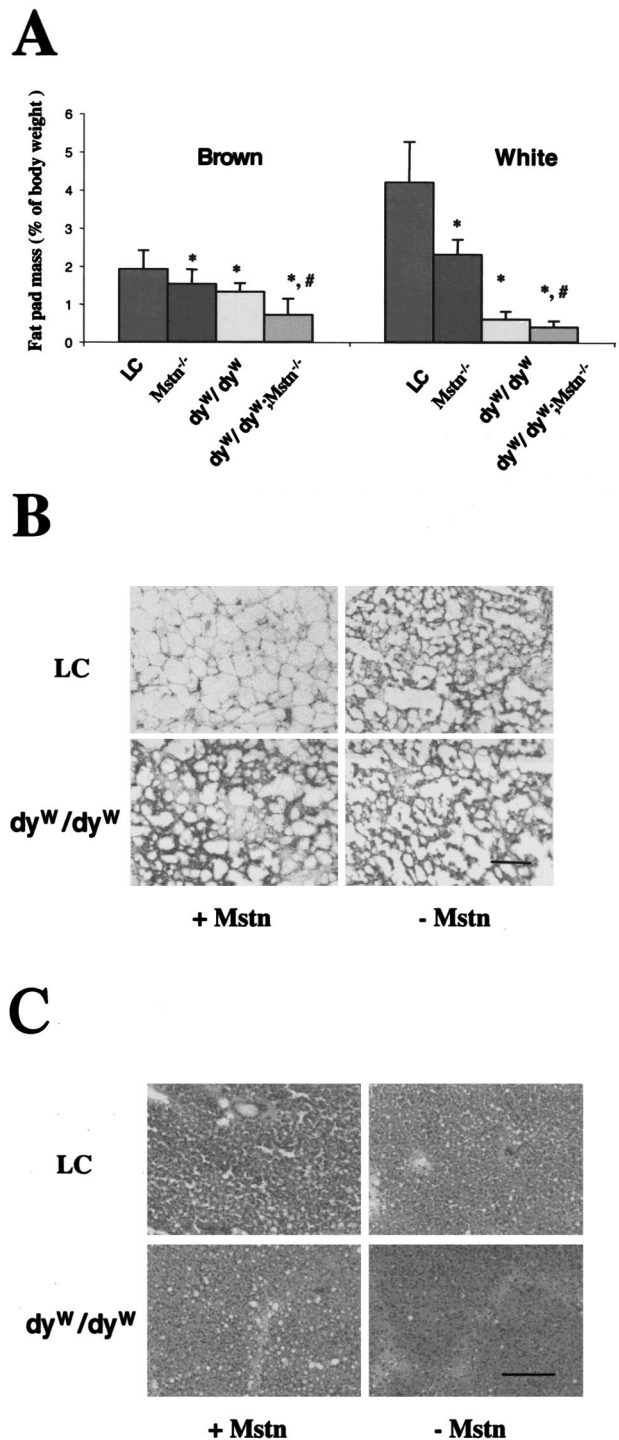 A
Fat pad mass (% of body weight )
6
5
4
3
2
1
0
Brown
White
*
*
*, #
*
*
*, #
LC
Mstn-/-
dyW/ dyW
dyW/ dyW;Mstn-/-
LC
Mstn-/-
dyW/ dyW
dyW/ dyW;Mstn-/-
B
LC
dyW/dyW
+ Mstn
- Mstn
C
LC
dyW/dyW
+ Mstn
- Mstn